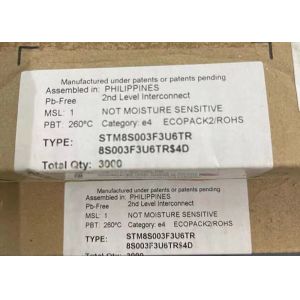 Manufactured under patents or patents pending
Assembled in: PHILIPPINES
Pb-Free 2nd Level Interconnect
MSL: 1 NOT MOISTURE SENSITIVE
PBT: 260°C Category: e4 ECOPACK2/ROHS
TYPE: STM8S003F3U6TR
8S003F3U6TR$4D
Total Qty: 3000
Manufactured under patents or patents pending
Assembled in: PHILIPPINES
Pb-Free 2nd Level Interconnect
MSL: 1 NOT MOISTURE SENSITIVE
PBT: 260°C Category: e4 ECOPACK2/ROHS
TYPE: STM8S003F3U6TR
8S003F3U6TR$4D
Total Qty: 3000